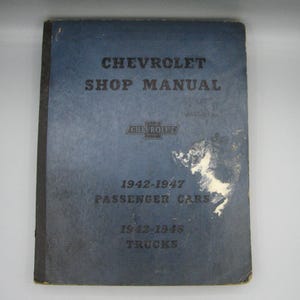 CHEVROLET
SHOP MANUAL
CHEVROLET
1942-1947
PASSENGER CARS
1942-1948
TRUCKS